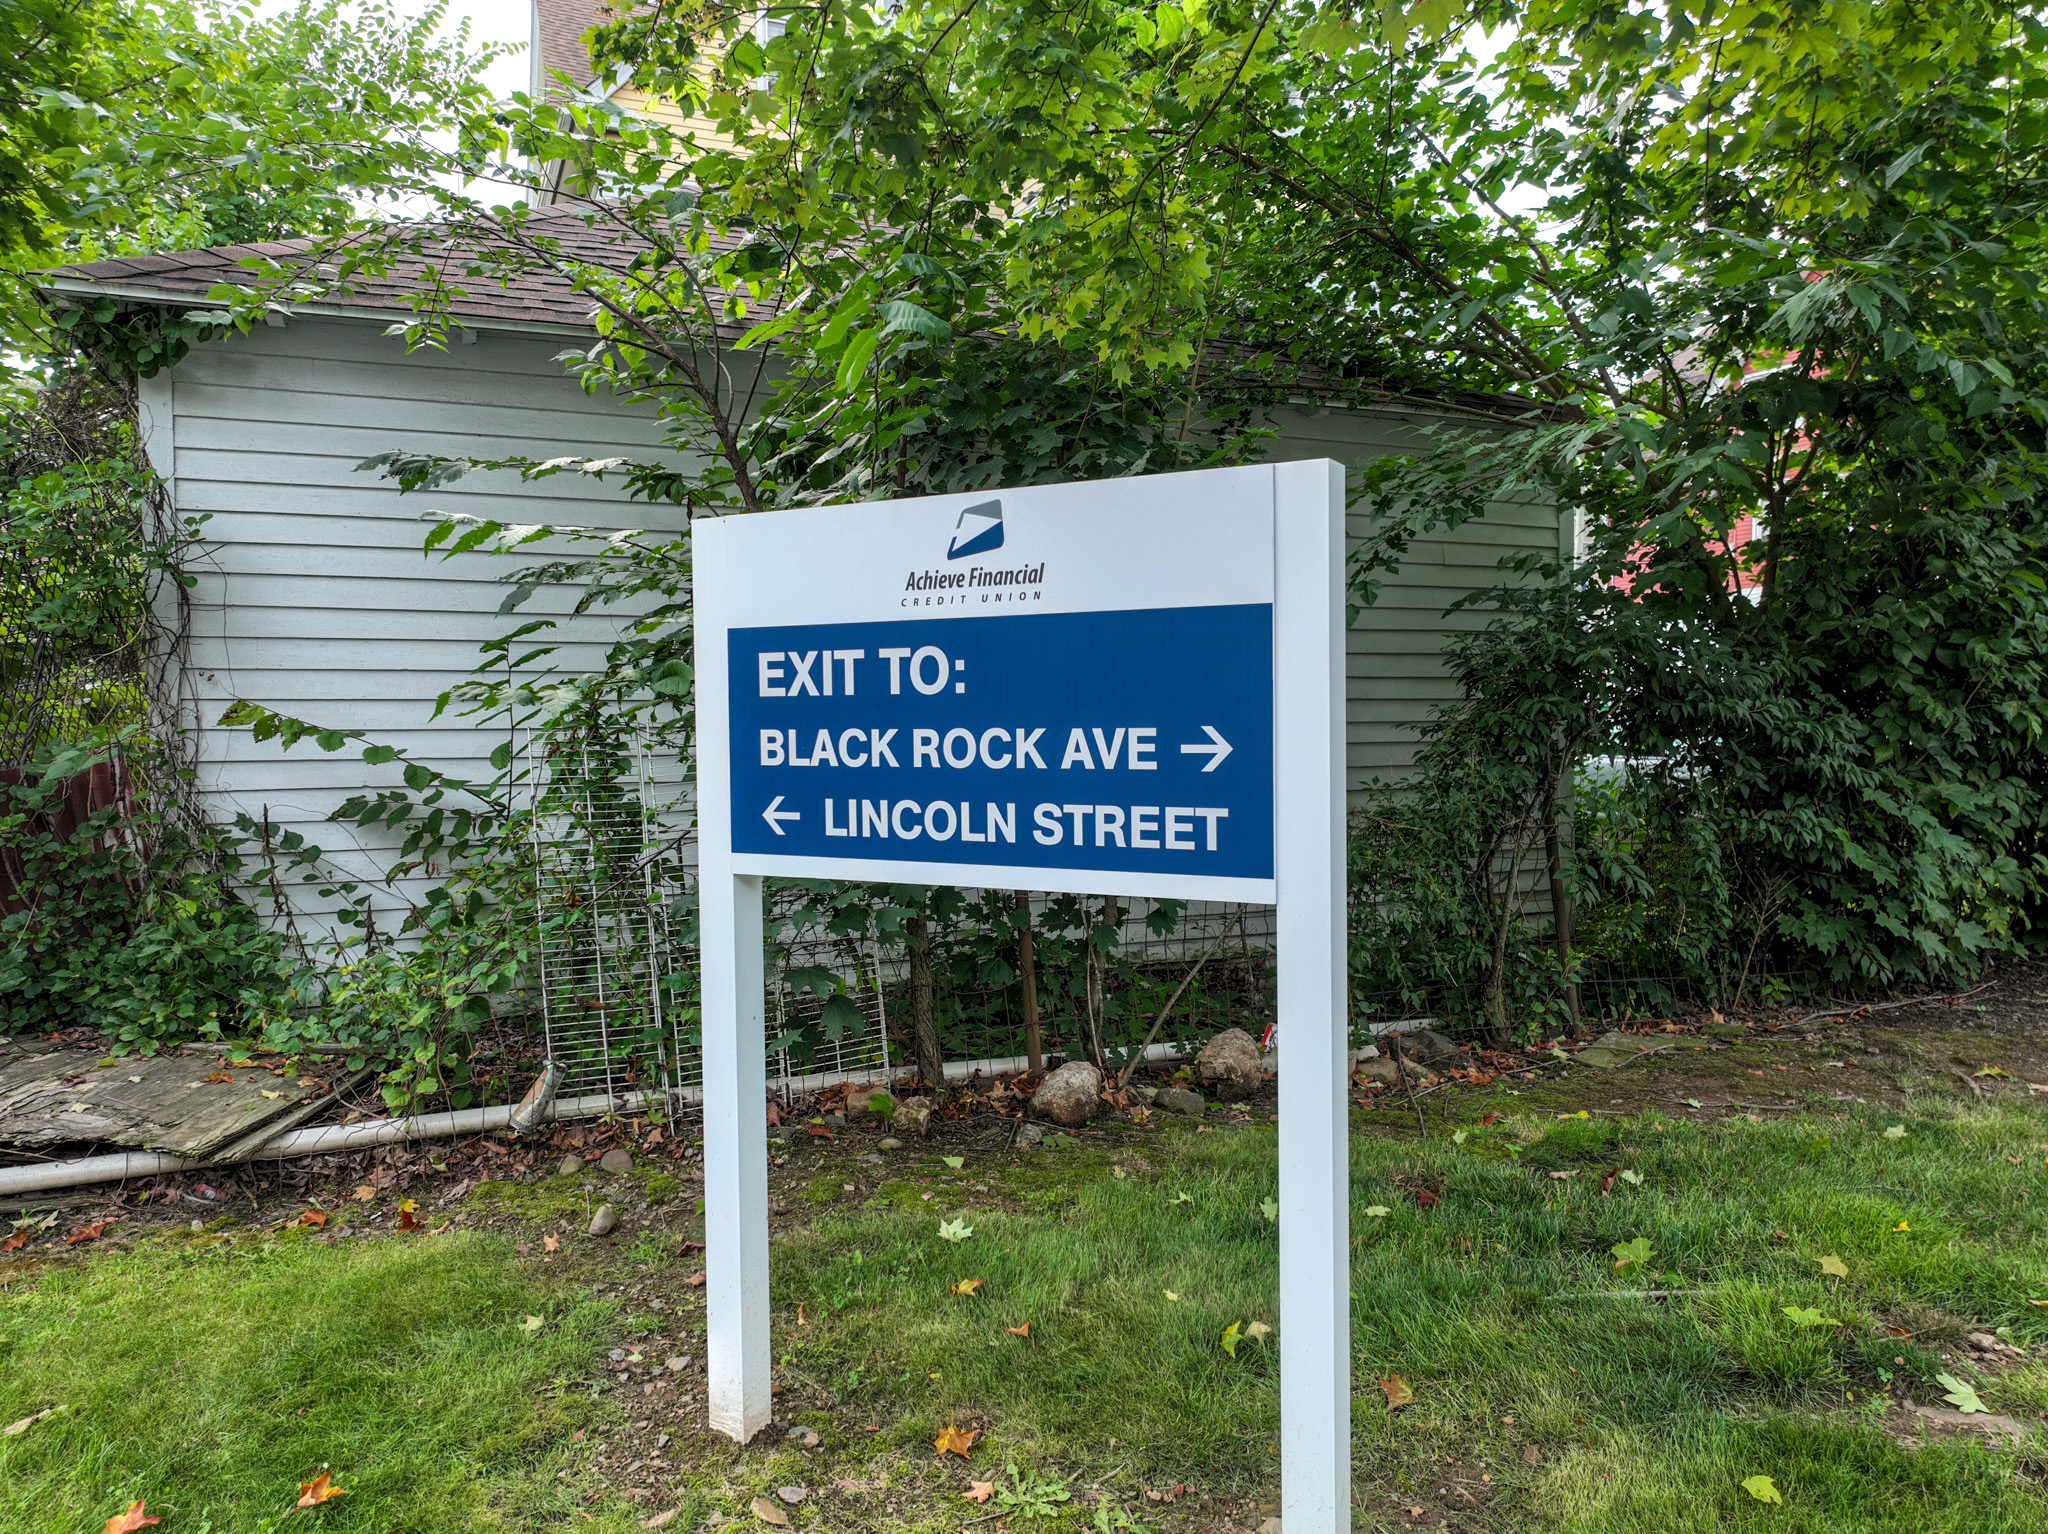 Achieve Financial
CREDIT UNION
EXIT TO:
BLACK ROCK AVE →
← LINCOLN STREET